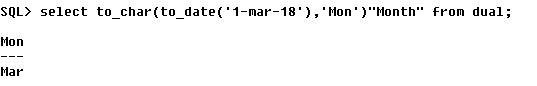 SQL> select to_char(to_date('1-mar-18'),'Mon')"Month" from dual;
Mon
---
Mar